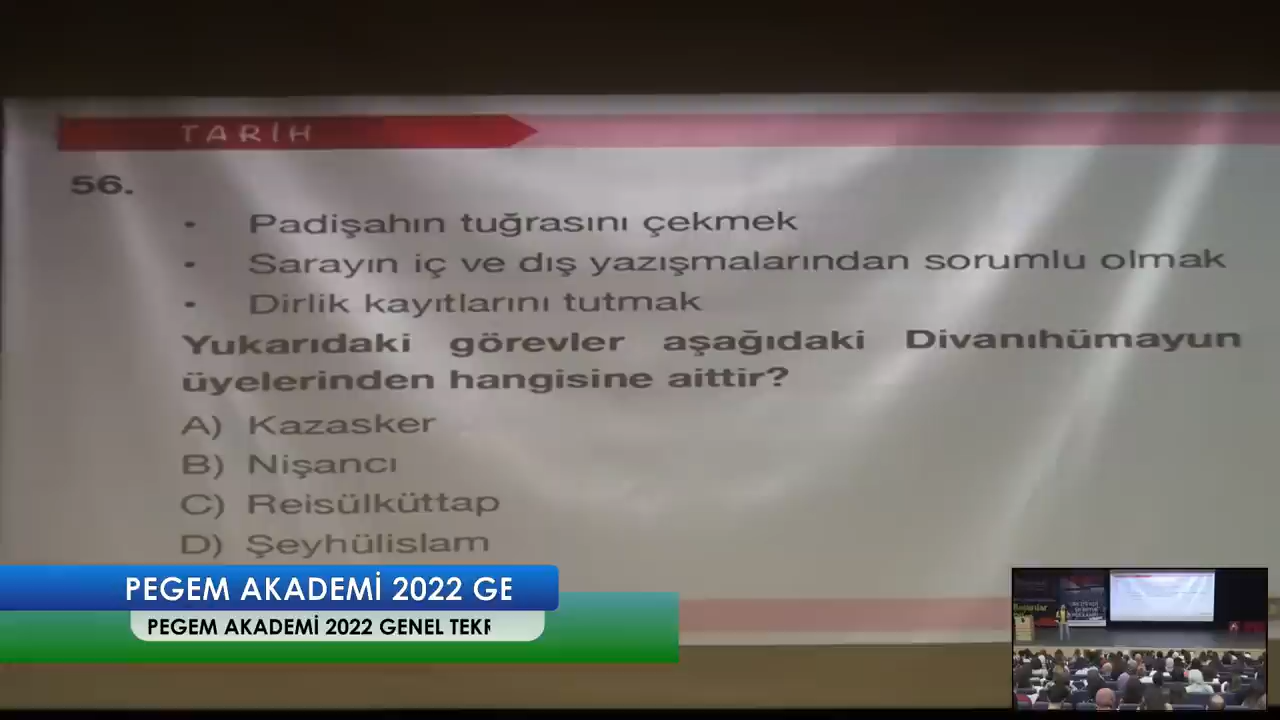 TARİH
56.
• Padişahın tuğrasını çekmek
• Sarayın iç ve dış yazışmalarından sorumlu olmak
• Dirlik kayıtlarını tutmak
Yukarıdaki görevler aşağıdaki Divanıhümayun
üyelerinden hangisine aittir?
A) Kazasker
B) Nişancı
C) Reisülküttap
D) Şeyhülislam
PEGEM AKADEMİ 2022 GE
PEGEM AKADEMİ 2022 GENEL TEKR